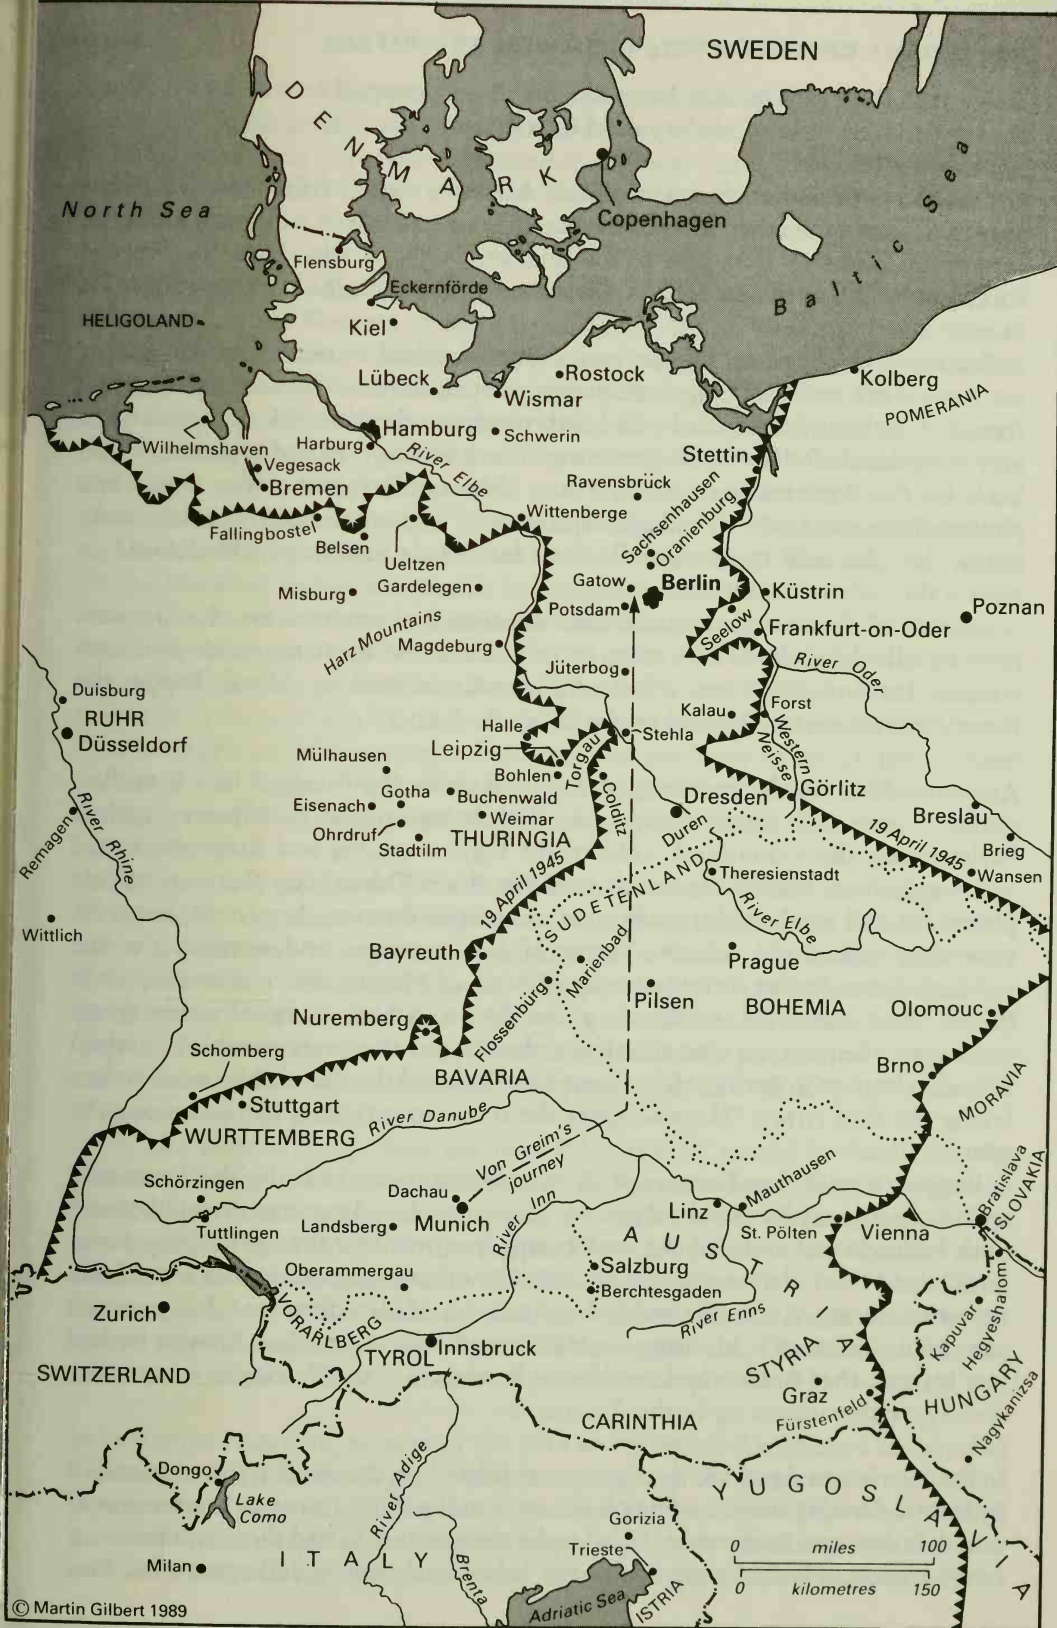 SWEDEN
DENMARK
North Sea
Baltic Sea
Copenhagen
Flensburg
Eckernförde
HELIGOLAND
Kiel
Lübeck
Rostock
Wismar
Kolberg
POMERANIA
Hamburg
Schwerin
Wilhelmshaven
Harburg
Vegesack
Bremen
River Elbe
Stettin
Ravensbrück
Sachsenhausen
Oranienburg
Wittenberge
Fallingbostel
Belsen
Ueltzen
Gardelegen
Misburg
Gatow
Berlin
Potsdam
Küstrin
Seelow
Poznan
Frankfurt-on-Oder
Harz Mountains
Magdeburg
River Oder
Jüterbog
Duisburg
RUHR
Düsseldorf
Kalau
Forst
Western Neisse
Halle
Leipzig
Stehla
Torgau
Mülhausen
Bohlen
Colditz
Görlitz
Dresden
Gotha
Buchenwald
Eisenach
Weimar
Ohrdruf
THURINGIA
Stadtilm
Duren
Breslau
Brieg
19 April 1945
Wansen
River Rhine
Remagen
19 April 1945
SUDETENLAND
Theresienstadt
River Elbe
Wittlich
Bayreuth
Marienbad
Prague
Flossenbürg
Pilsen
BOHEMIA
Olomouc
Nuremberg
Schomberg
BAVARIA
Brno
MORAVIA
Stuttgart
WURTTEMBERG
River Danube
Von Greim's
journey
Schörzingen
Dachau
Munich
River Inn
Mauthausen
Linz
Bratislava
SLOVAKIA
Tuttlingen
Landsberg
St. Pölten
Vienna
AUSTRIA
Salzburg
Oberammergau
Berchtesgaden
Zurich
VORARLBERG
River Enns
Kapuvar
Hegyeshalom
TYROL
Innsbruck
SWITZERLAND
STYRIA
Graz
HUNGARY
Fürstenfeld
CARINTHIA
Nagykanizsa
Dongo
Lake
Como
River Adige
YUGOSLAVIA
Gorizia
Milan
ITALY
Brenta
Trieste
0 miles 100
0 kilometres 150
Adriatic Sea
ISTRIA
© Martin Gilbert 1989